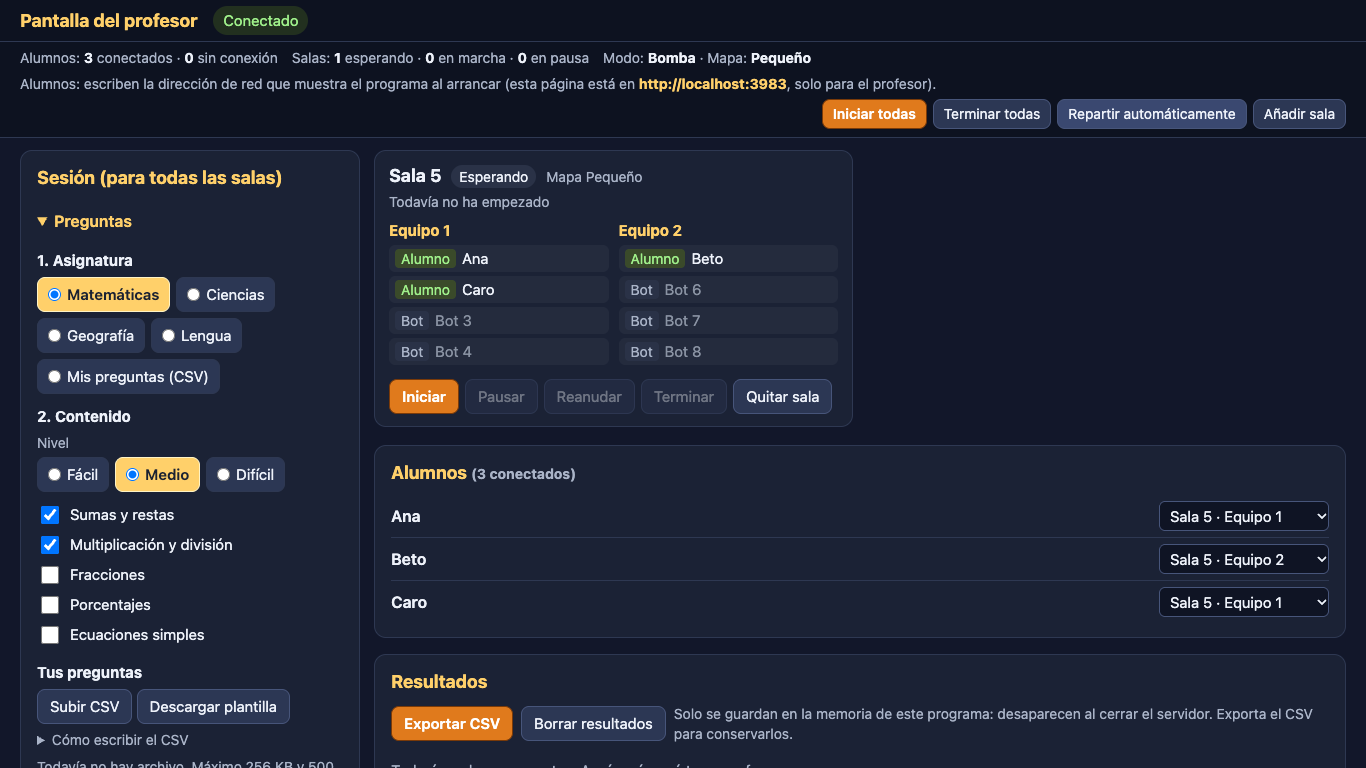 Pantalla del profesor Conectado
Alumnos: 3 conectados · 0 sin conexión Salas: 1 esperando · 0 en marcha · 0 en pausa Modo: Bomba · Mapa: Pequeño
Alumnos: escriben la dirección de red que muestra el programa al arrancar (esta página está en http://localhost:3983, solo para el profesor).
Iniciar todas Terminar todas Repartir automáticamente Añadir sala
Sesión (para todas las salas)
Preguntas
1. Asignatura
Matemáticas Ciencias
Geografía Lengua
Mis preguntas (CSV)
2. Contenido
Nivel
Fácil Medio Difícil
Sumas y restas
Multiplicación y división
Fracciones
Porcentajes
Ecuaciones simples
Tus preguntas
Subir CSV Descargar plantilla
Cómo escribir el CSV
Todavía no hay archivo. Máximo 256 KB y 500
Sala 5 Esperando Mapa Pequeño
Todavía no ha empezado
Equipo 1 Equipo 2
Alumno Ana Alumno Beto
Alumno Caro Bot Bot 6
Bot Bot 3 Bot Bot 7
Bot Bot 4 Bot Bot 8
Iniciar Pausar Reanudar Terminar Quitar sala
Alumnos (3 conectados)
Ana Sala 5 · Equipo 1
Beto Sala 5 · Equipo 2
Caro Sala 5 · Equipo 1
Resultados
Exportar CSV Borrar resultados Solo se guardan en la memoria de este programa: desaparecen al cerrar el servidor. Exporta el CSV
para conservarlos.